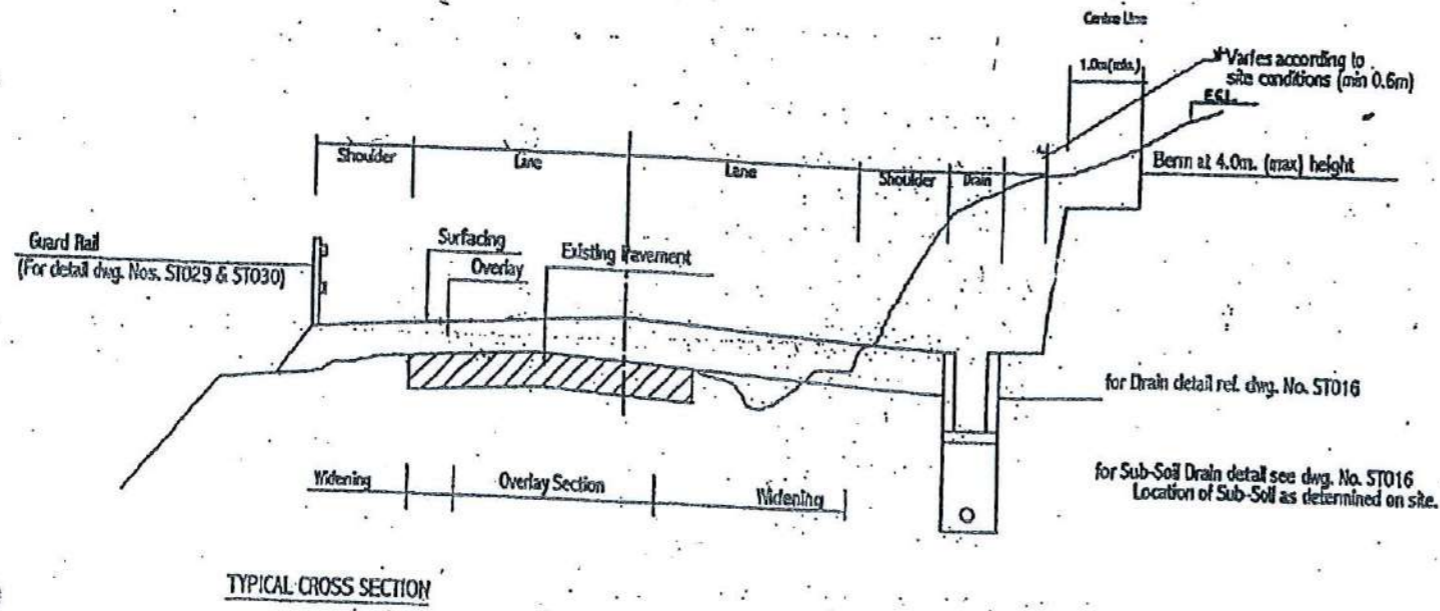 Centre Line
1.0m(min.)
Varies according to
site conditions (min 0.6m)
E.G.L.
Shoulder
Line
Lane
Shoulder
Drain
Berm at 4.0m. (max) height
Guard Rail
(For detail dwg. Nos. ST029 & ST030)
Surfacing
Overlay
Existing Pavement
for Drain detail ref. dwg. No. ST016
Widening
Overlay Section
Widening
for Sub-Soil Drain detail see dwg. No. ST016
Location of Sub-Soil as determined on site.
TYPICAL CROSS SECTION